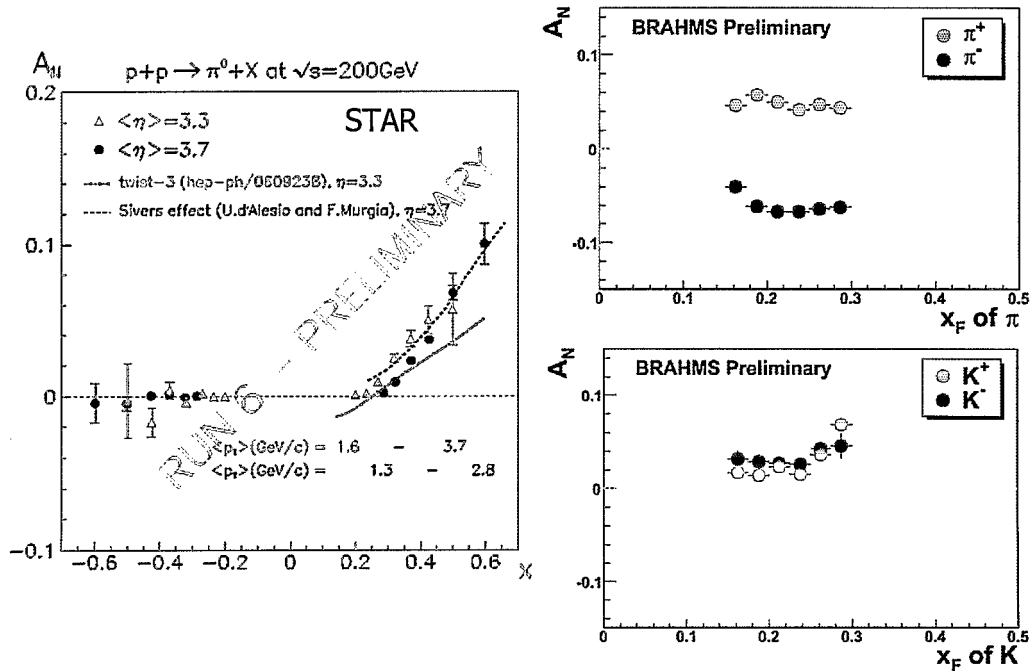 p+p → π⁰+X at √s=200GeV
A_N
0.2
0.1
0
−0.1
STAR
△ <η>=3.3
● <η>=3.7
twist-3 (hep-ph/0609238), η=3.3
Sivers effect (U.d'Alesio and F.Murgia), η=3.7
RUN 6 - PRELIMINARY
<p_T>(GeV/c) = 1.6 - 3.7
<p_T>(GeV/c) = 1.3 - 2.8
−0.6 −0.4 −0.2 0 0.2 0.4 0.6
A_N
BRAHMS Preliminary
π⁺
π⁻
0.1
0
-0.1
0 0.1 0.2 0.3 0.4 0.5
x_F of π
A_N
BRAHMS Preliminary
K⁺
K⁻
0.1
0
-0.1
0 0.1 0.2 0.3 0.4 0.5
x_F of K